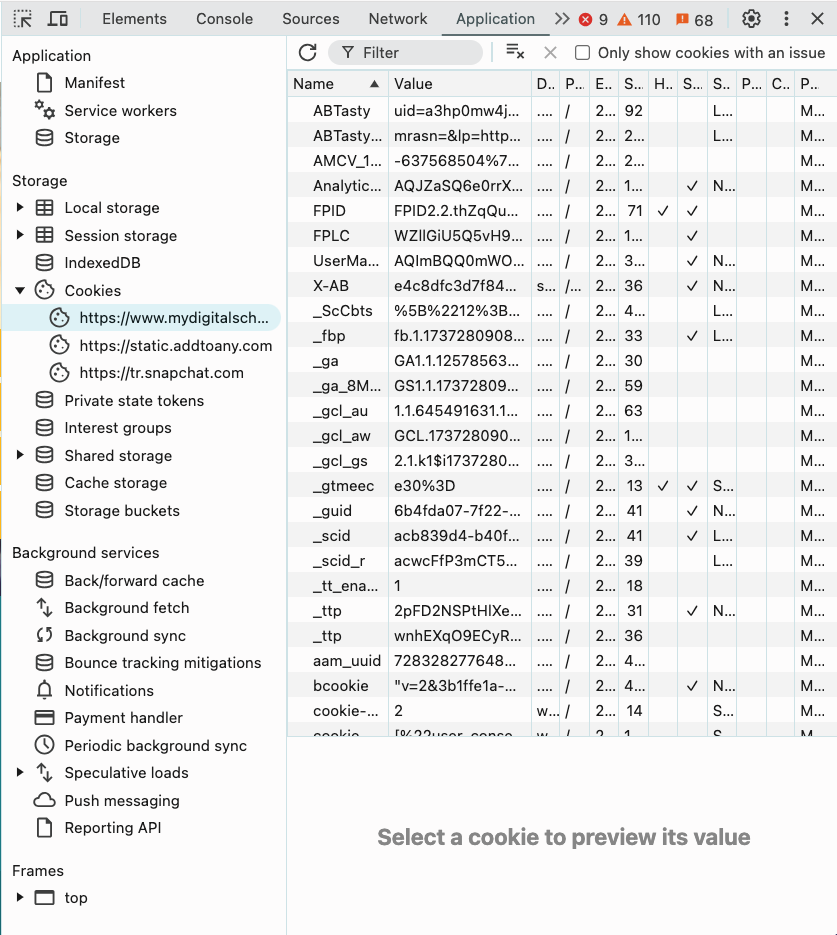 Elements Console Sources Network Application 9 110 68
Application
Manifest
Service workers
Storage
Storage
Local storage
Session storage
IndexedDB
Cookies
https://www.mydigitalsch...
https://static.addtoany.com
https://tr.snapchat.com
Private state tokens
Interest groups
Shared storage
Cache storage
Storage buckets
Background services
Back/forward cache
Background fetch
Background sync
Bounce tracking mitigations
Notifications
Payment handler
Periodic background sync
Speculative loads
Push messaging
Reporting API
Frames
top
Filter Only show cookies with an issue
Name Value D.. P.. E.. S.. H.. S.. S.. P... C.. P..
ABTasty uid=a3hp0mw4j... .... / 2... 92 L... M...
ABTasty... mrasn=&lp=http... .... / 2... 2... L... M...
AMCV_1... -637568504%7... .... / 2... 2... M...
Analytic... AQJZaSQ6e0rrX... .... / 2... 1... ✓ N... M...
FPID FPID2.2.thZqQu... .... / 2... 71 ✓ ✓ M...
FPLC WZllGiU5Q5vH9... .... / 2... 1... ✓ M...
UserMa... AQImBQQ0mWO... .... / 2... 3... ✓ N... M...
X-AB e4c8dfc3d7f84... s... /... 2... 36 ✓ N... M...
_ScCbts %5B%2212%3B... .... / 2... 4... L... M...
_fbp fb.1.1737280908... .... / 2... 33 ✓ L... M...
_ga GA1.1.12578563... .... / 2... 30 M...
_ga_8M... GS1.1.17372809... .... / 2... 59 M...
_gcl_au 1.1.645491631.1... .... / 2... 63 M...
_gcl_aw GCL.173728090... .... / 2... 1... M...
_gcl_gs 2.1.k1$i1737280... .... / 2... 3... M...
_gtmeec e30%3D .... / 2... 13 ✓ ✓ S... M...
_guid 6b4fda07-7f22-... .... / 2... 41 ✓ N... M...
_scid acb839d4-b40f... .... / 2... 41 ✓ L... M...
_scid_r acwcFfP3mCT5... .... / 2... 39 L... M...
_tt_ena... 1 .... / 2... 18 M...
_ttp 2pFD2NSPtHlXe... .... / 2... 31 ✓ N... M...
_ttp wnhEXqO9ECyR... .... / 2... 36 M...
aam_uuid 728328277648... .... / 2... 4... M...
bcookie "v=2&3b1ffe1a-... .... / 2... 4... ✓ N... M...
cookie-... 2 w... / 2... 14 S... M...
cookie [%22user_conse w / 2 1 S M
Select a cookie to preview its value